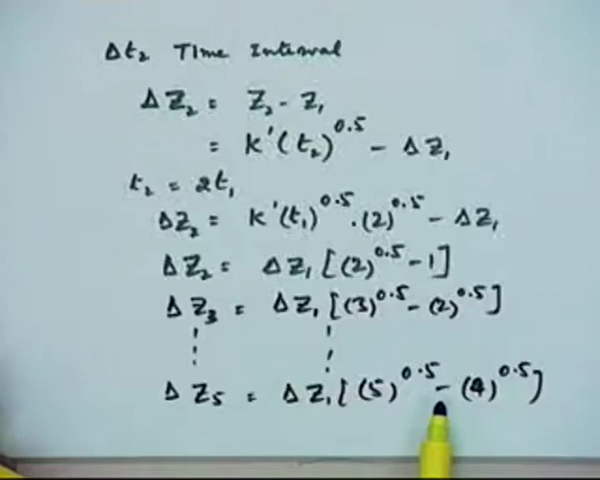 Δt₂ Time Interval
ΔZ₂ = Z₂ - Z₁
= K'(t₂)^0.5 - ΔZ₁
t₂ = 2t₁
ΔZ₂ = K'(t₁)^0.5 . (2)^0.5 - ΔZ₁
ΔZ₂ = ΔZ₁ [(2)^0.5 - 1]
ΔZ₃ = ΔZ₁ [(3)^0.5 - (2)^0.5]
ΔZ₅ = ΔZ₁ [(5)^0.5 - (4)^0.5]